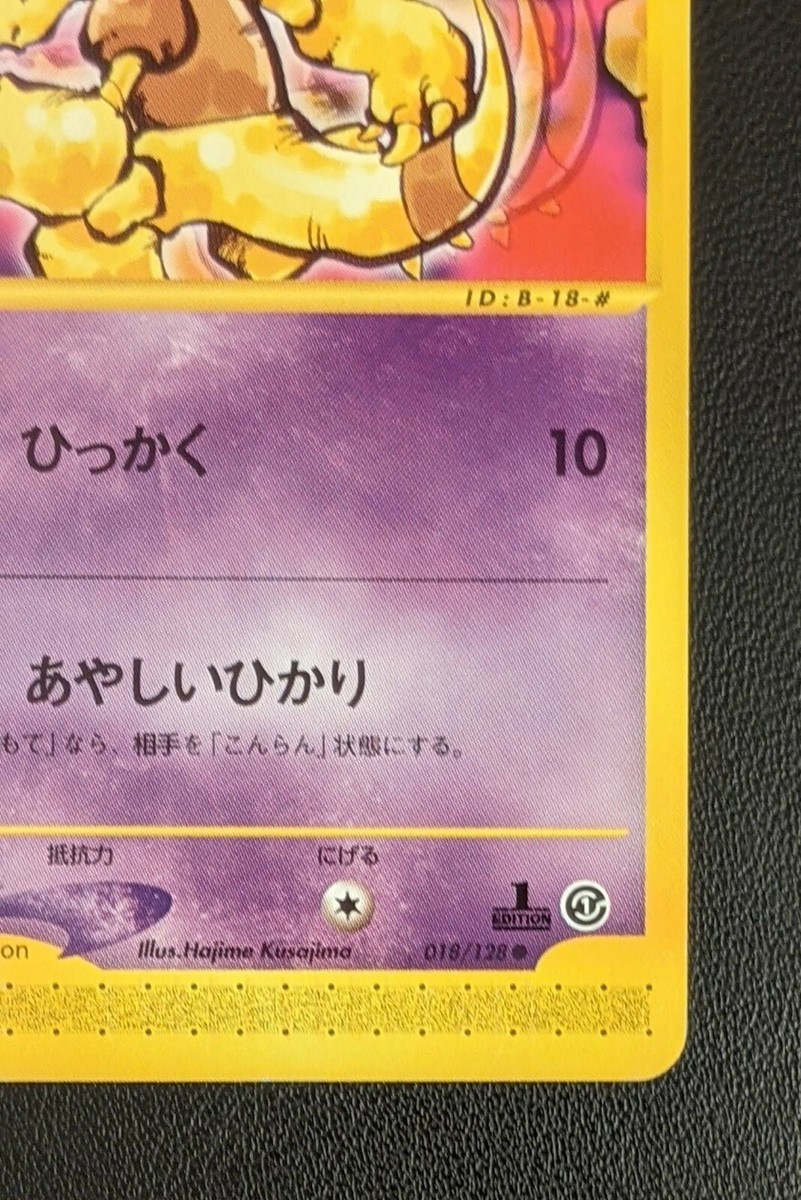 ID:B-18-#
ひっかく 10
あやしいひかり
もて」なら、相手を「こんらん」状態にする。
抵抗力 にげる
1
EDITION
on Illus.Hajime Kusajima 018/128